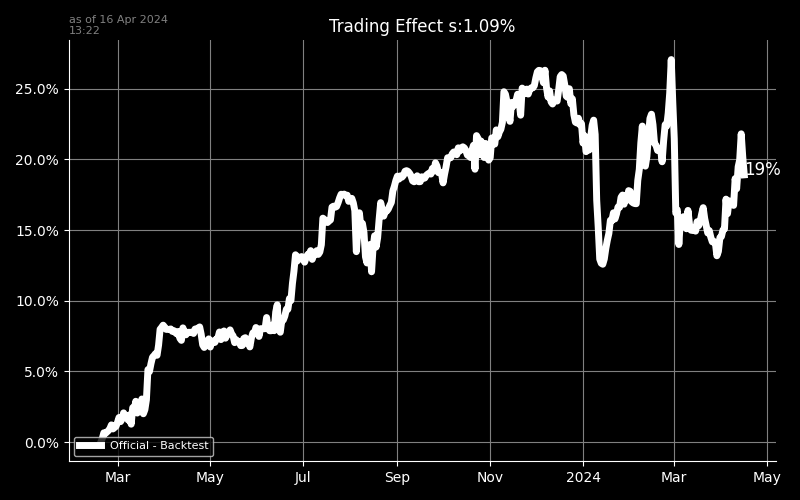 as of 16 Apr 2024
13:22
Trading Effect s:1.09%
25.0%
20.0%
15.0%
10.0%
5.0%
0.0%
19%
Official - Backtest
Mar May Jul Sep Nov 2024 Mar May